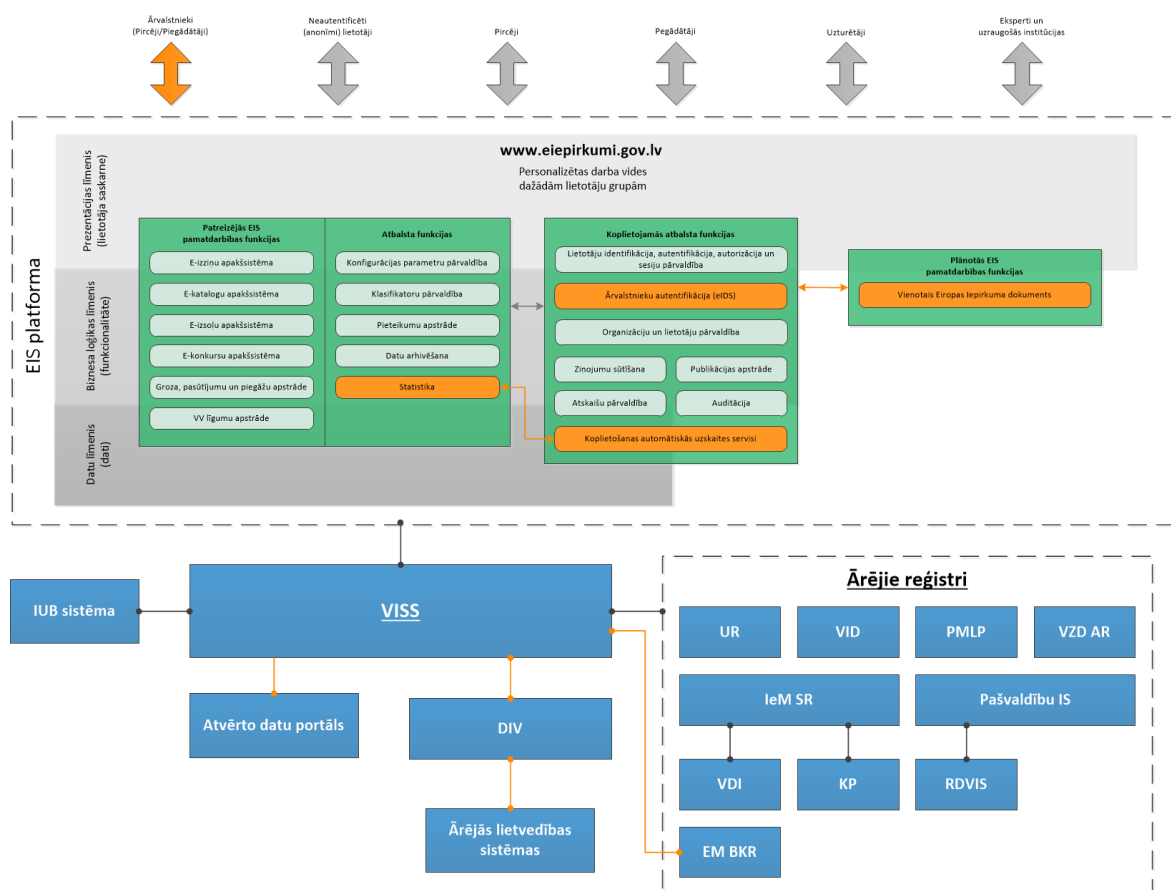 Ārvalstnieki
(Pircēji/Piegādātāji)
Neautentificēti
(anonīmi) lietotāji
Pircēji
Pegādātāji
Uzturētāji
Eksperti un
uzraugošās institūcijas
EIS platforma
Prezentācijas līmenis
(lietotāja saskarne)
www.eiepirkumi.gov.lv
Personalizētas darba vides
dažādām lietotāju grupām
Biznesa loģikas līmenis
(funkcionalitāte)
Datu līmenis
(dati)
Patreizējās EIS
pamatdarbības funkcijas
E-izziņu apakšsistēma
E-katalogu apakšsistēma
E-izsoļu apakšsistēma
E-konkursu apakšsistēma
Groza, pasūtījumu un piegāžu apstrāde
VV līgumu apstrāde
Atbalsta funkcijas
Konfigurācijas parametru pārvaldība
Klasifikatoru pārvaldība
Pieteikumu apstrāde
Datu arhivēšana
Statistika
Koplietojamās atbalsta funkcijas
Lietotāju identifikācija, autentifikācija, autorizācija un
sesiju pārvaldība
Ārvalstnieku autentifikācija (eIDS)
Organizāciju un lietotāju pārvaldība
Ziņojumu sūtīšana
Publikācijas apstrāde
Atskaišu pārvaldība
Auditācija
Koplietošanas automātiskās uzskaites servisi
Plānotās EIS
pamatdarbības funkcijas
Vienotais Eiropas Iepirkuma dokuments
IUB sistēma
VISS
Atvērto datu portāls
DIV
Ārējās lietvedības
sistēmas
Ārējie reģistri
UR
VID
PMLP
VZD AR
IeM SR
Pašvaldību IS
VDI
KP
RDVIS
EM BKR